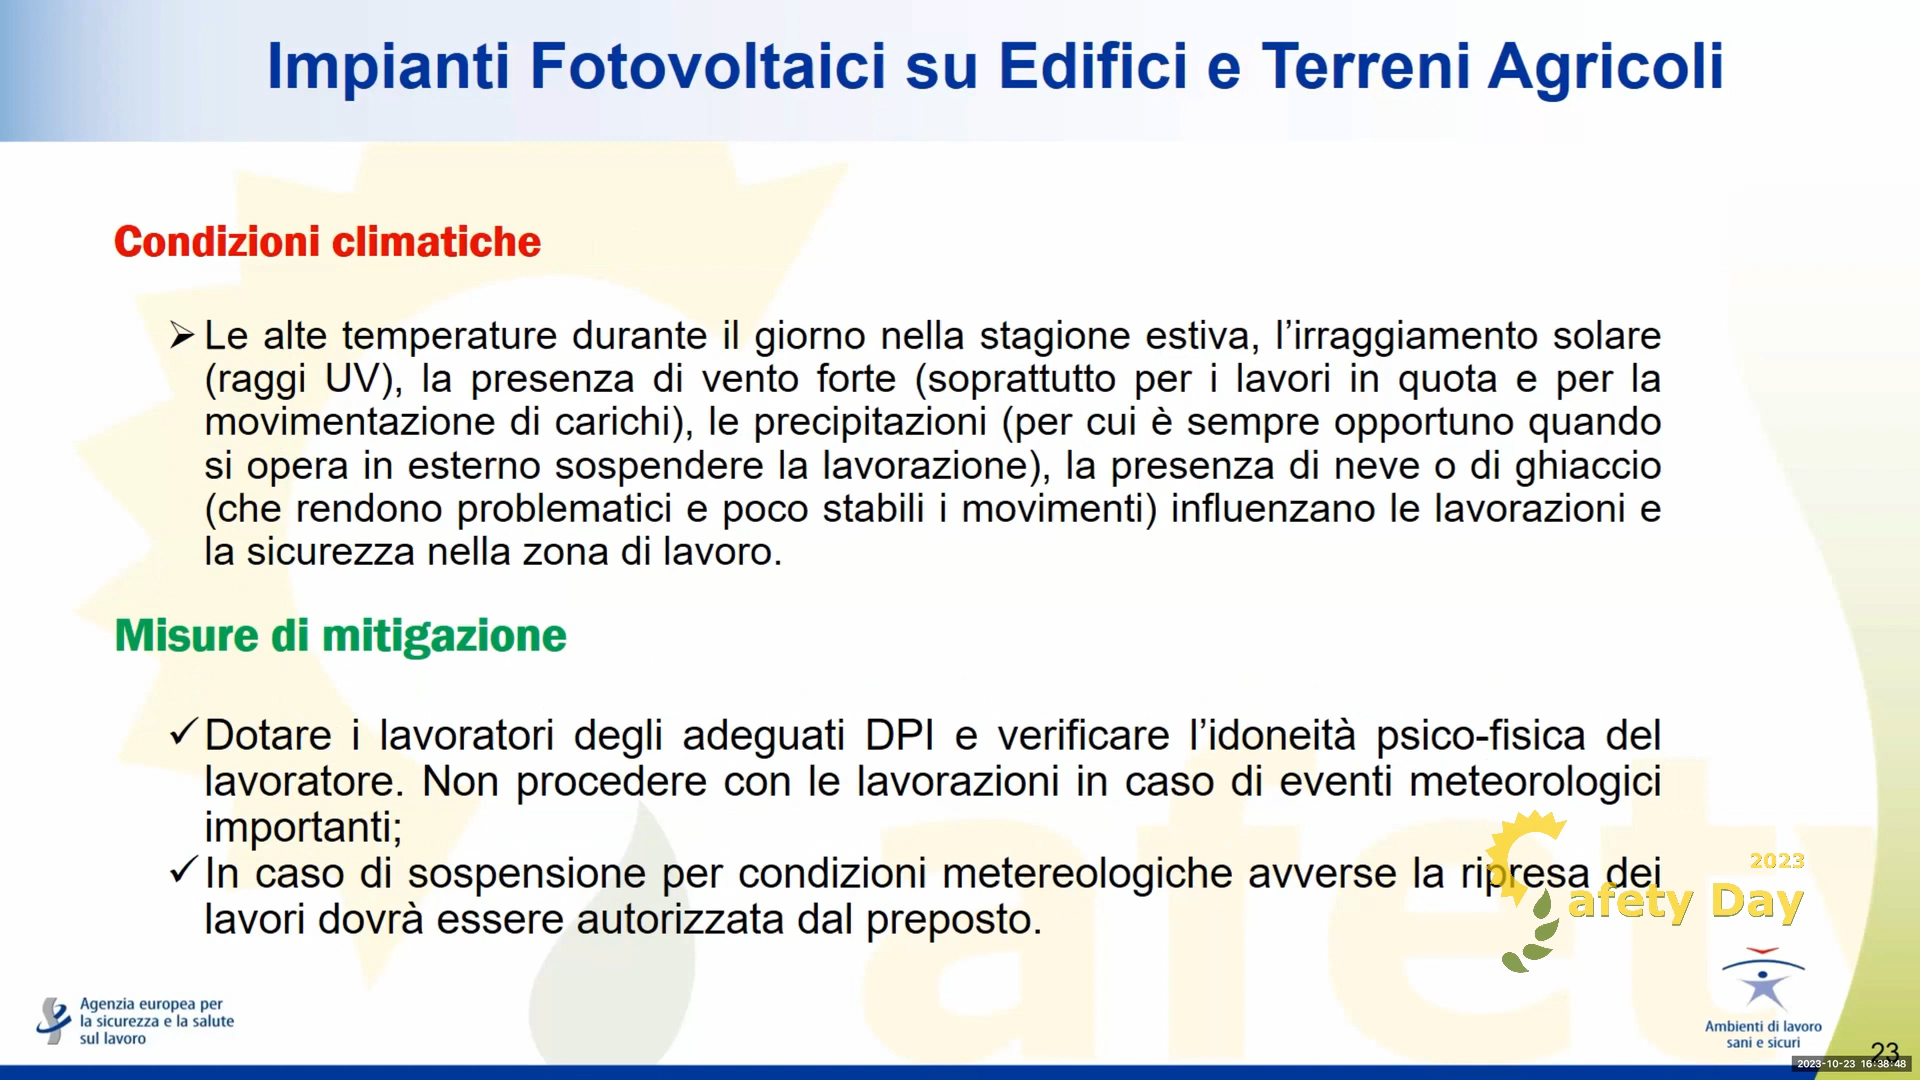 Impianti Fotovoltaici su Edifici e Terreni Agricoli
Condizioni climatiche
➢ Le alte temperature durante il giorno nella stagione estiva, l’irraggiamento solare
(raggi UV), la presenza di vento forte (soprattutto per i lavori in quota e per la
movimentazione di carichi), le precipitazioni (per cui è sempre opportuno quando
si opera in esterno sospendere la lavorazione), la presenza di neve o di ghiaccio
(che rendono problematici e poco stabili i movimenti) influenzano le lavorazioni e
la sicurezza nella zona di lavoro.
Misure di mitigazione
✓ Dotare i lavoratori degli adeguati DPI e verificare l’idoneità psico-fisica del
lavoratore. Non procedere con le lavorazioni in caso di eventi meteorologici
importanti;
✓ In caso di sospensione per condizioni metereologiche avverse la ripresa dei
lavori dovrà essere autorizzata dal preposto.
2023
afety Day
afety
Agenzia europea per
la sicurezza e la salute
sul lavoro
Ambienti di lavoro
sani e sicuri
23
2023-10-23 16:38:48